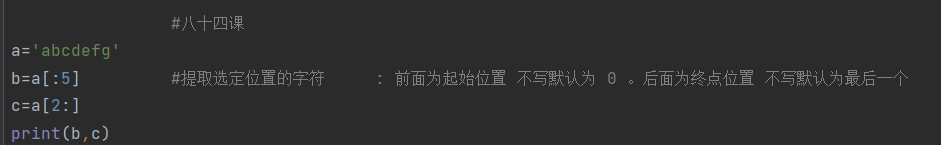 #八十四课
a='abcdefg'
b=a[:5] #提取选定位置的字符 : 前面为起始位置 不写默认为 0 。后面为终点位置 不写默认为最后一个
c=a[2:]
print(b,c)